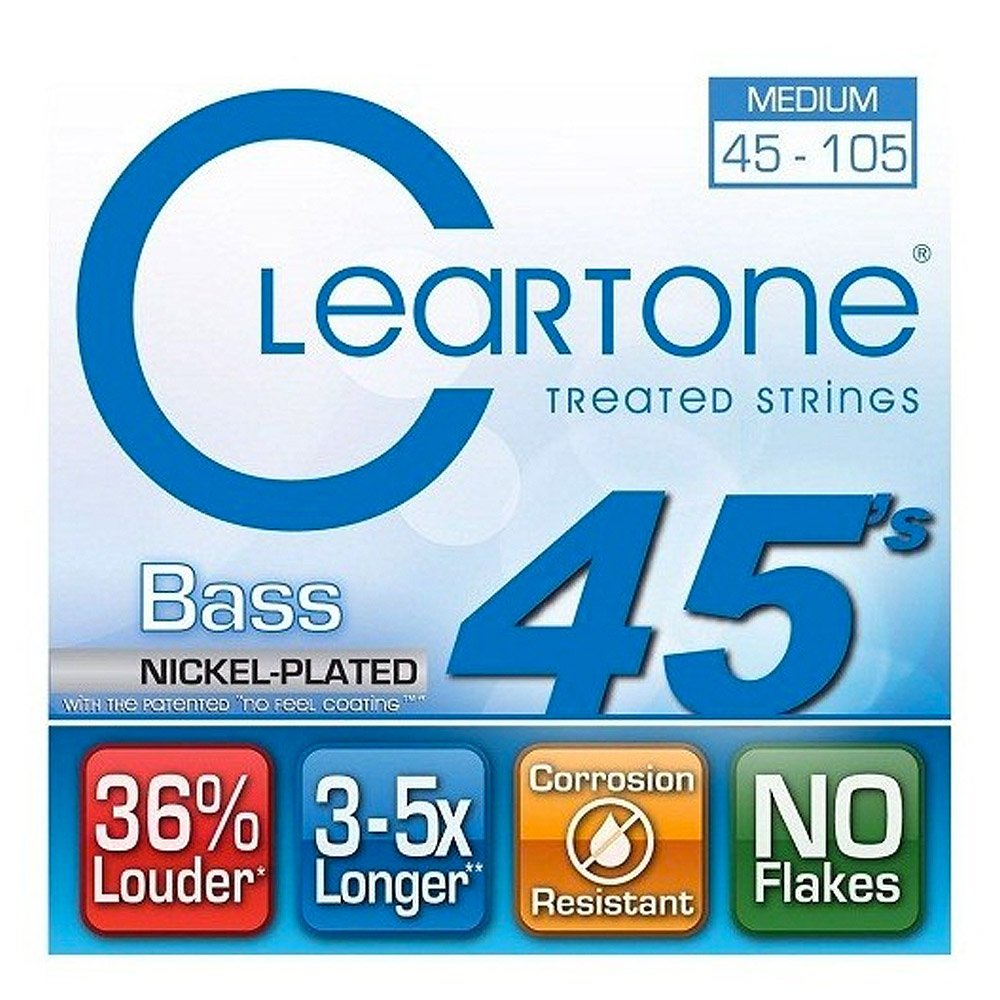 MEDIUM
45 - 105
CLEARTONE®
TREATED STRINGS
45's
Bass
NICKEL-PLATED
WITH THE PATENTED "NO FEEL COATING™"
36%
Louder*
3-5x
Longer**
Corrosion
Resistant
NO
Flakes